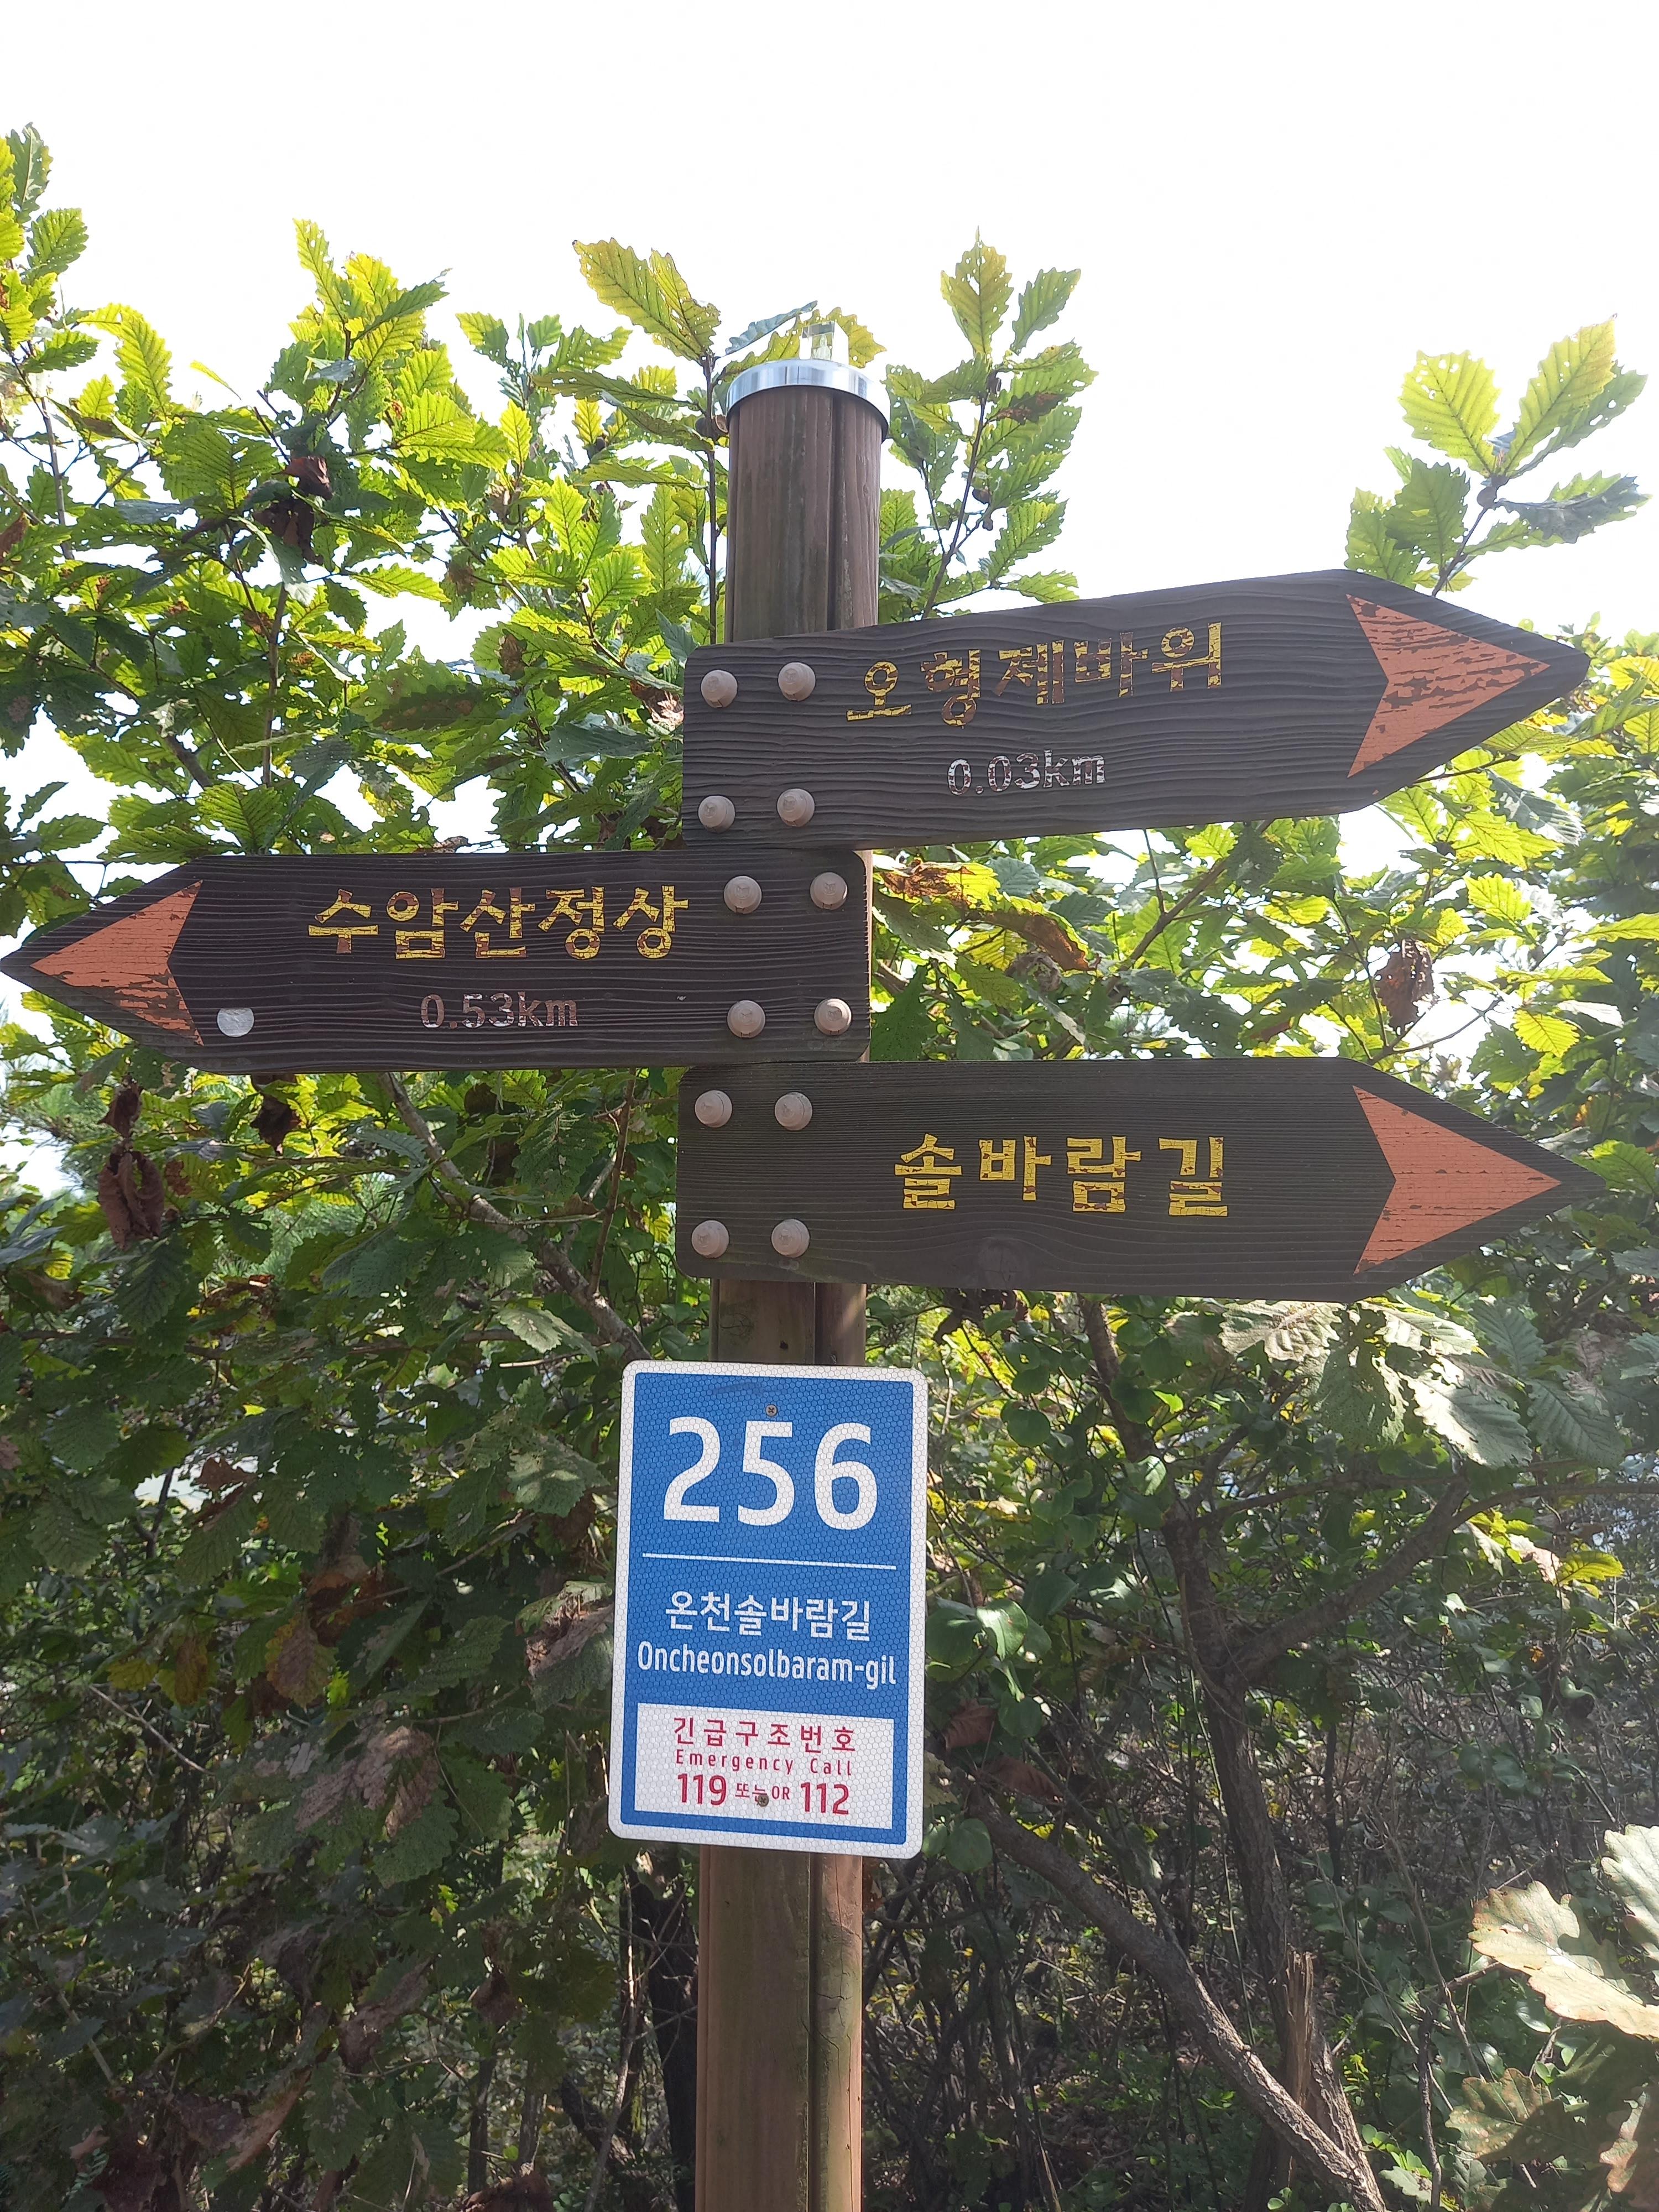 오형제바위
0.03km
수암산정상
0.53km
솔바람길
256
온천솔바람길
Oncheonsolbaram-gil
긴급구조번호
Emergency Call
119 또는 OR 112